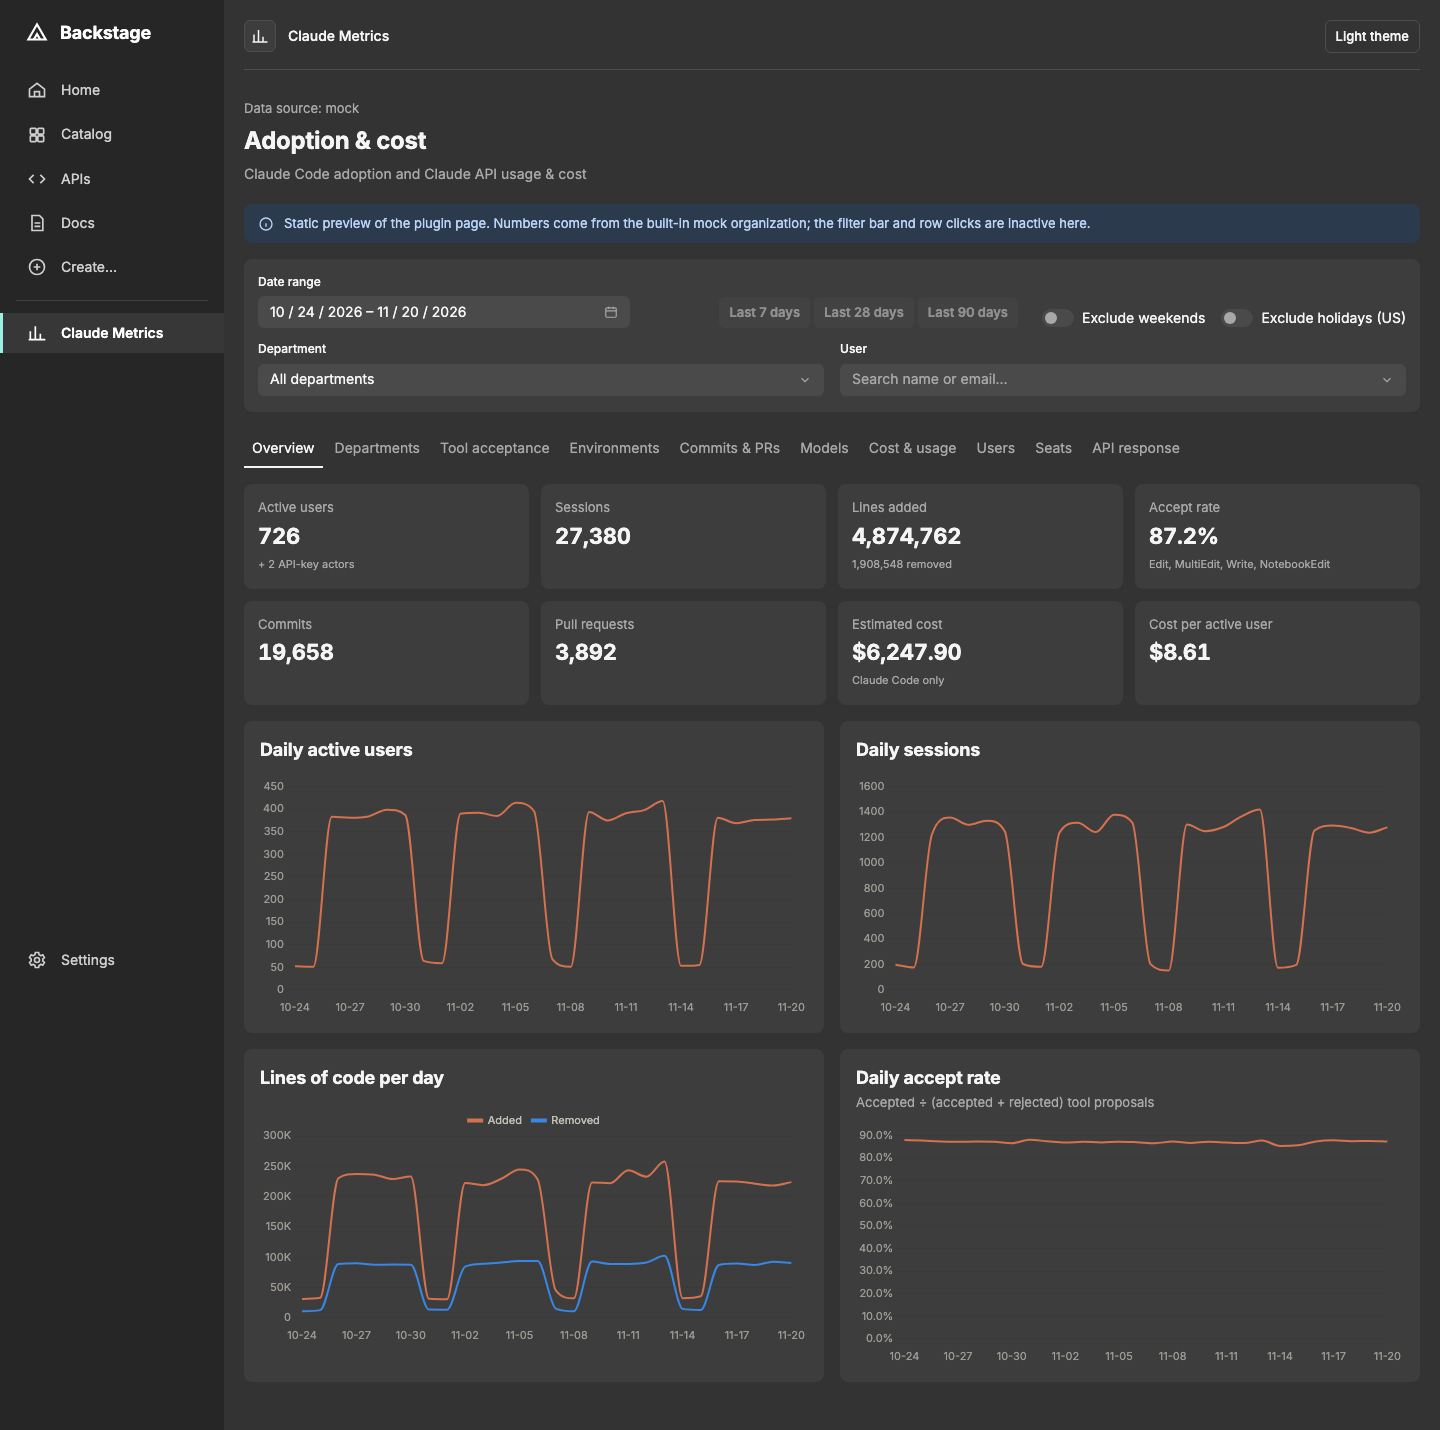 Backstage
Home
Catalog
APIs
Docs
Create...
Claude Metrics
Settings
Claude Metrics
Light theme
Data source: mock
Adoption & cost
Claude Code adoption and Claude API usage & cost
Static preview of the plugin page. Numbers come from the built-in mock organization; the filter bar and row clicks are inactive here.
Date range
10 / 24 / 2026 – 11 / 20 / 2026
Last 7 days
Last 28 days
Last 90 days
Exclude weekends
Exclude holidays (US)
Department
All departments
User
Search name or email...
Overview
Departments
Tool acceptance
Environments
Commits & PRs
Models
Cost & usage
Users
Seats
API response
Active users
726
+ 2 API-key actors
Sessions
27,380
Lines added
4,874,762
1,908,548 removed
Accept rate
87.2%
Edit, MultiEdit, Write, NotebookEdit
Commits
19,658
Pull requests
3,892
Estimated cost
$6,247.90
Claude Code only
Cost per active user
$8.61
Daily active users
450
400
350
300
250
200
150
100
50
0
10-24 10-27 10-30 11-02 11-05 11-08 11-11 11-14 11-17 11-20
Daily sessions
1600
1400
1200
1000
800
600
400
200
0
10-24 10-27 10-30 11-02 11-05 11-08 11-11 11-14 11-17 11-20
Lines of code per day
Added Removed
300K
250K
200K
150K
100K
50K
0
10-24 10-27 10-30 11-02 11-05 11-08 11-11 11-14 11-17 11-20
Daily accept rate
Accepted ÷ (accepted + rejected) tool proposals
90.0%
80.0%
70.0%
60.0%
50.0%
40.0%
30.0%
20.0%
10.0%
0.0%
10-24 10-27 10-30 11-02 11-05 11-08 11-11 11-14 11-17 11-20